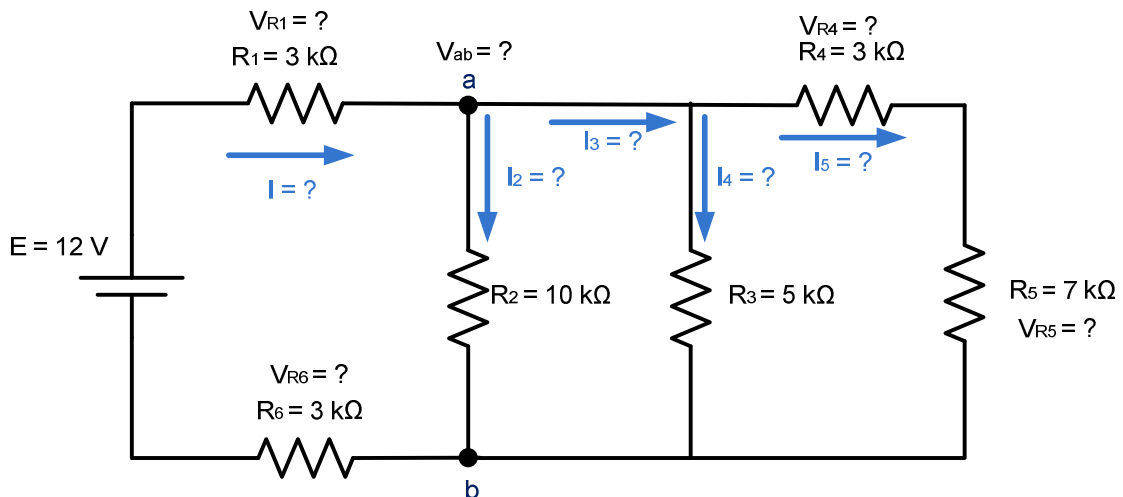 VR1 = ?
R1 = 3 kΩ
Vab = ?
a
VR4 = ?
R4 = 3 kΩ
I = ?
I2 = ?
I3 = ?
I4 = ?
I5 = ?
E = 12 V
R2 = 10 kΩ
R3 = 5 kΩ
R5 = 7 kΩ
VR5 = ?
VR6 = ?
R6 = 3 kΩ
b